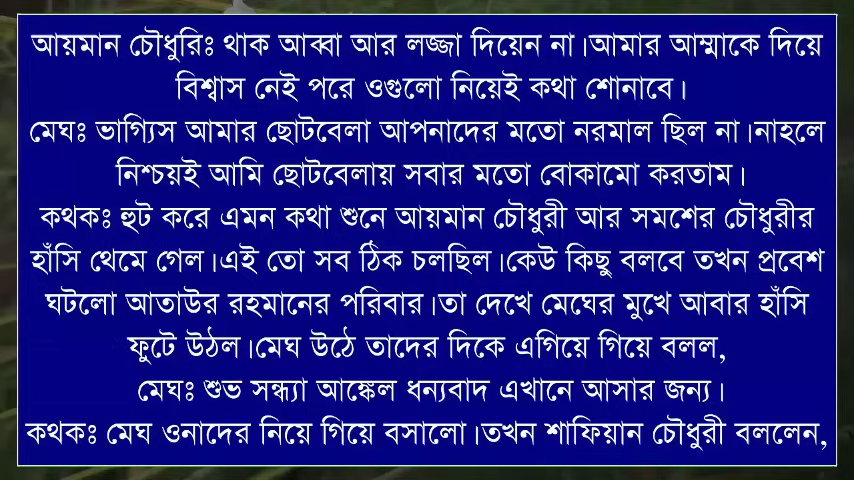 আয়মান চৌধুরিঃ থাক আব্বা আর লজ্জা দিয়েন না।আমার আম্মাকে দিয়ে
বিশ্বাস নেই পরে ওগুলো নিয়েই কথা শোনাবে।
মেঘঃ ভাগ্যিস আমার ছোটবেলা আপনাদের মতো নরমাল ছিল না।নাহলে
নিশ্চয়ই আমি ছোটবেলায় সবার মতো বোকামো করতাম।
কথকঃ হুট করে এমন কথা শুনে আয়মান চৌধুরী আর সমশের চৌধুরীর
হাঁসি থেমে গেল।এই তো সব ঠিক চলছিল।কেউ কিছু বলবে তখন প্রবেশ
ঘটলো আতাউর রহমানের পরিবার।তা দেখে মেঘের মুখে আবার হাঁসি
ফুটে উঠল।মেঘ উঠে তাদের দিকে এগিয়ে গিয়ে বলল,
মেঘঃ শুভ সন্ধ্যা আঙ্কেল ধন্যবাদ এখানে আসার জন্য।
কথকঃ মেঘ ওনাদের নিয়ে গিয়ে বসালো।তখন শাফিয়ান চৌধুরী বললেন,